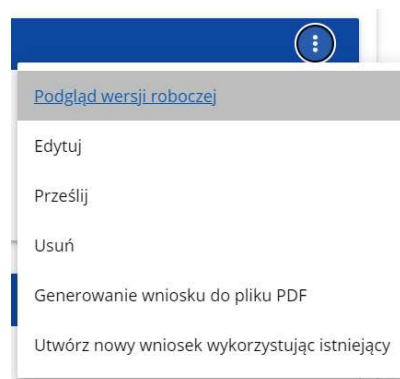 Podgląd wersji roboczej
Edytuj
Prześlij
Usuń
Generowanie wniosku do pliku PDF
Utwórz nowy wniosek wykorzystując istniejący